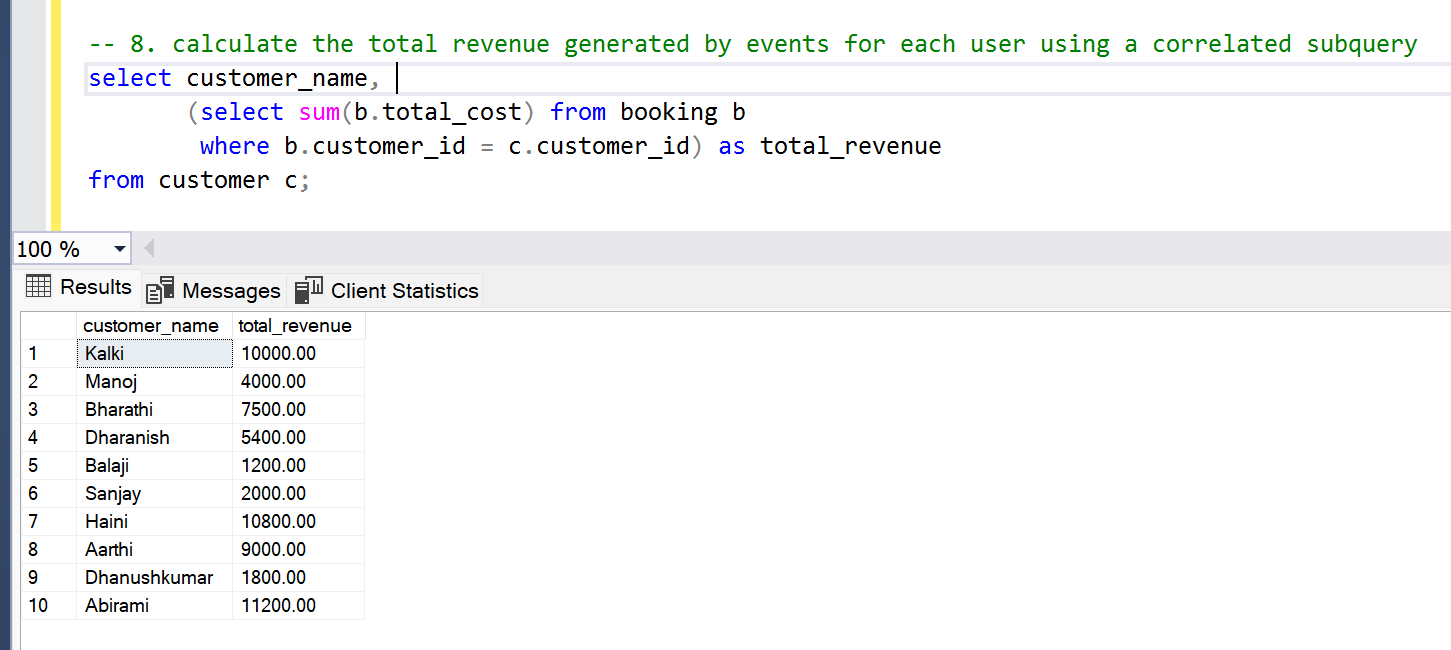 -- 8. calculate the total revenue generated by events for each user using a correlated subquery
select customer_name,
(select sum(b.total_cost) from booking b
where b.customer_id = c.customer_id) as total_revenue
from customer c;
100 %
Results Messages Client Statistics
customer_name total_revenue
1 Kalki 10000.00
2 Manoj 4000.00
3 Bharathi 7500.00
4 Dharanish 5400.00
5 Balaji 1200.00
6 Sanjay 2000.00
7 Haini 10800.00
8 Aarthi 9000.00
9 Dhanushkumar 1800.00
10 Abirami 11200.00